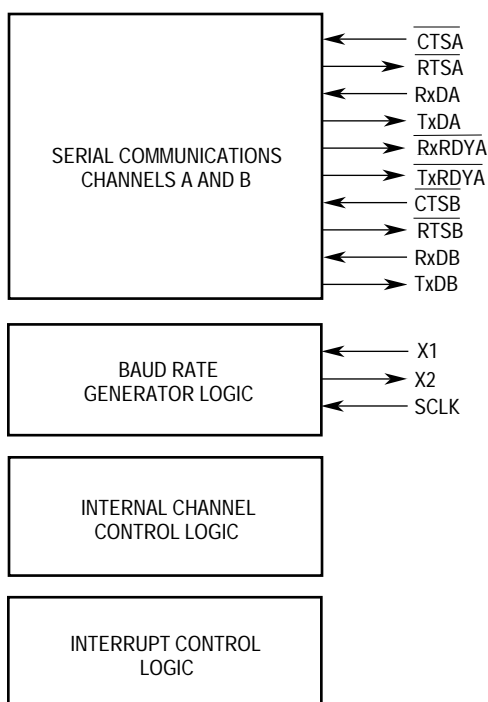 CTSA
RTSA
RxDA
TxDA
RxRDYA
TxRDYA
CTSB
RTSB
RxDB
TxDB
SERIAL COMMUNICATIONS
CHANNELS A AND B
X1
X2
SCLK
BAUD RATE
GENERATOR LOGIC
INTERNAL CHANNEL
CONTROL LOGIC
INTERRUPT CONTROL
LOGIC